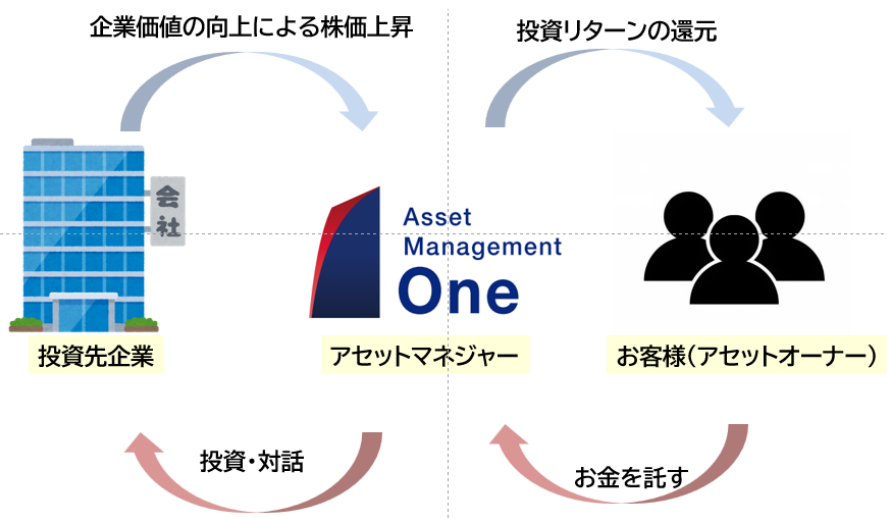 企業価値の向上による株価上昇
投資リターンの還元
会社
Asset
Management
One
投資先企業
アセットマネジャー
お客様(アセットオーナー)
投資・対話
お金を託す